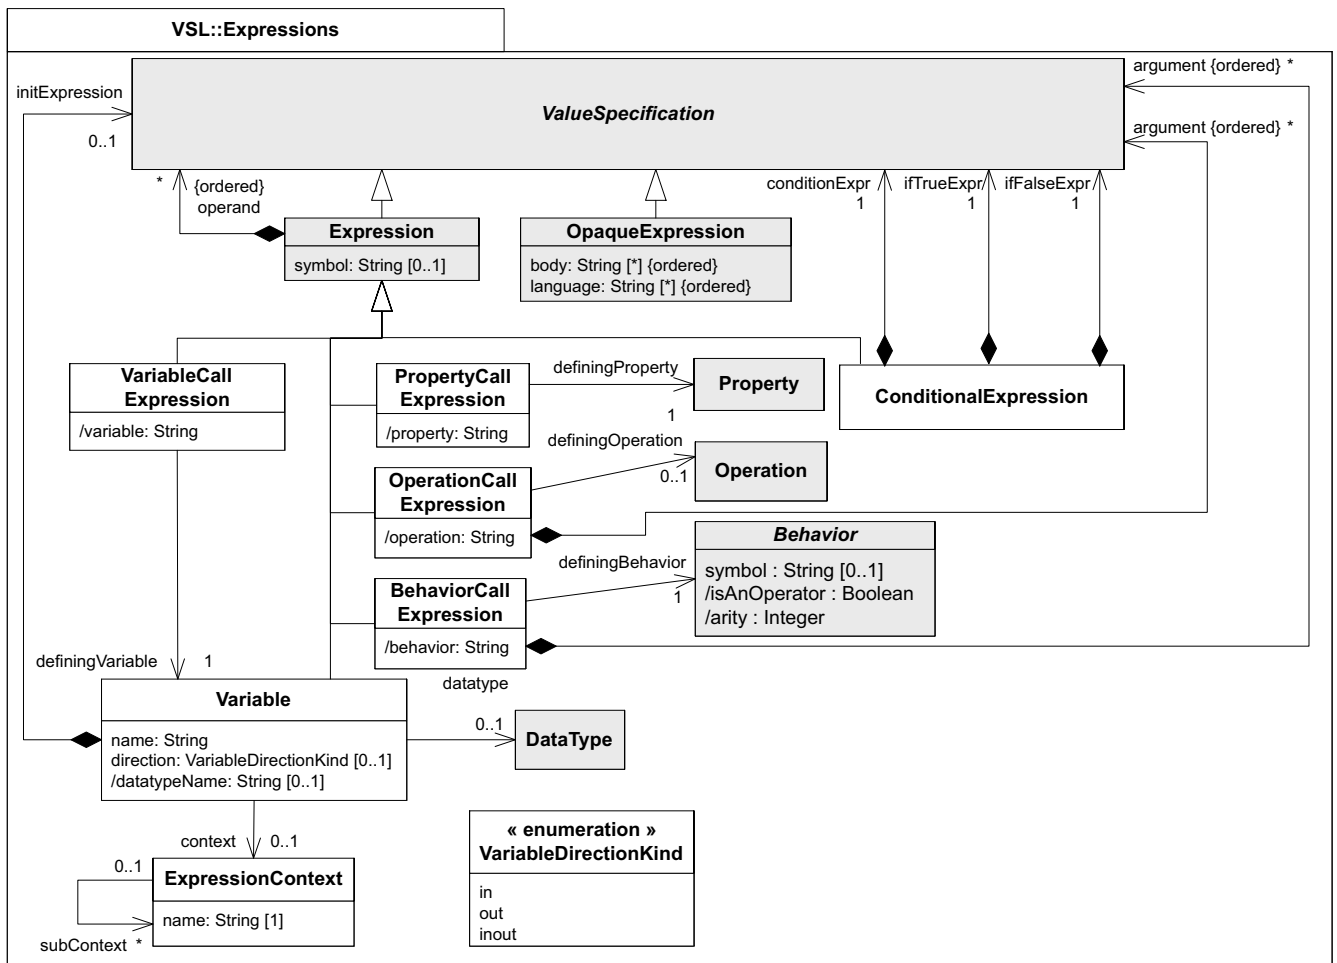 VSL::Expressions
initExpression
0..1
ValueSpecification
argument {ordered} *
argument {ordered} *
* {ordered}
operand
conditionExpr
1
ifTrueExpr
1
ifFalseExpr
1
Expression
symbol: String [0..1]
OpaqueExpression
body: String [*] {ordered}
language: String [*] {ordered}
VariableCall
Expression
/variable: String
PropertyCall
Expression
/property: String
definingProperty
1
Property
ConditionalExpression
OperationCall
Expression
/operation: String
definingOperation
0..1
Operation
BehaviorCall
Expression
/behavior: String
definingBehavior
1
Behavior
symbol : String [0..1]
/isAnOperator : Boolean
/arity : Integer
definingVariable 1
Variable
name: String
direction: VariableDirectionKind [0..1]
/datatypeName: String [0..1]
datatype
0..1
DataType
context 0..1
0..1
ExpressionContext
name: String [1]
subContext *
« enumeration »
VariableDirectionKind
in
out
inout